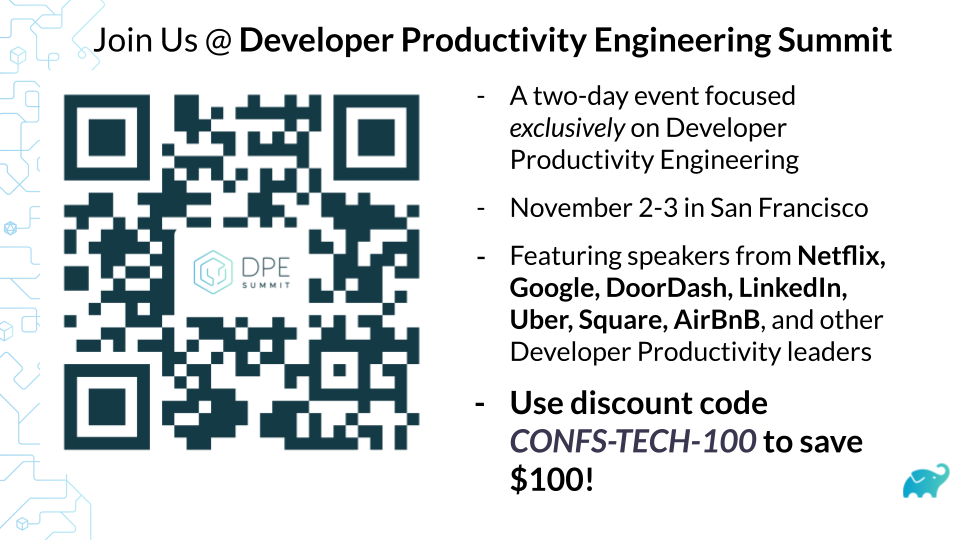 Join Us @ Developer Productivity Engineering Summit
DPE
SUMMIT
- A two-day event focused
exclusively on Developer
Productivity Engineering
- November 2-3 in San Francisco
- Featuring speakers from Netflix,
Google, DoorDash, LinkedIn,
Uber, Square, AirBnB, and other
Developer Productivity leaders
- Use discount code
CONFS-TECH-100 to save
$100!